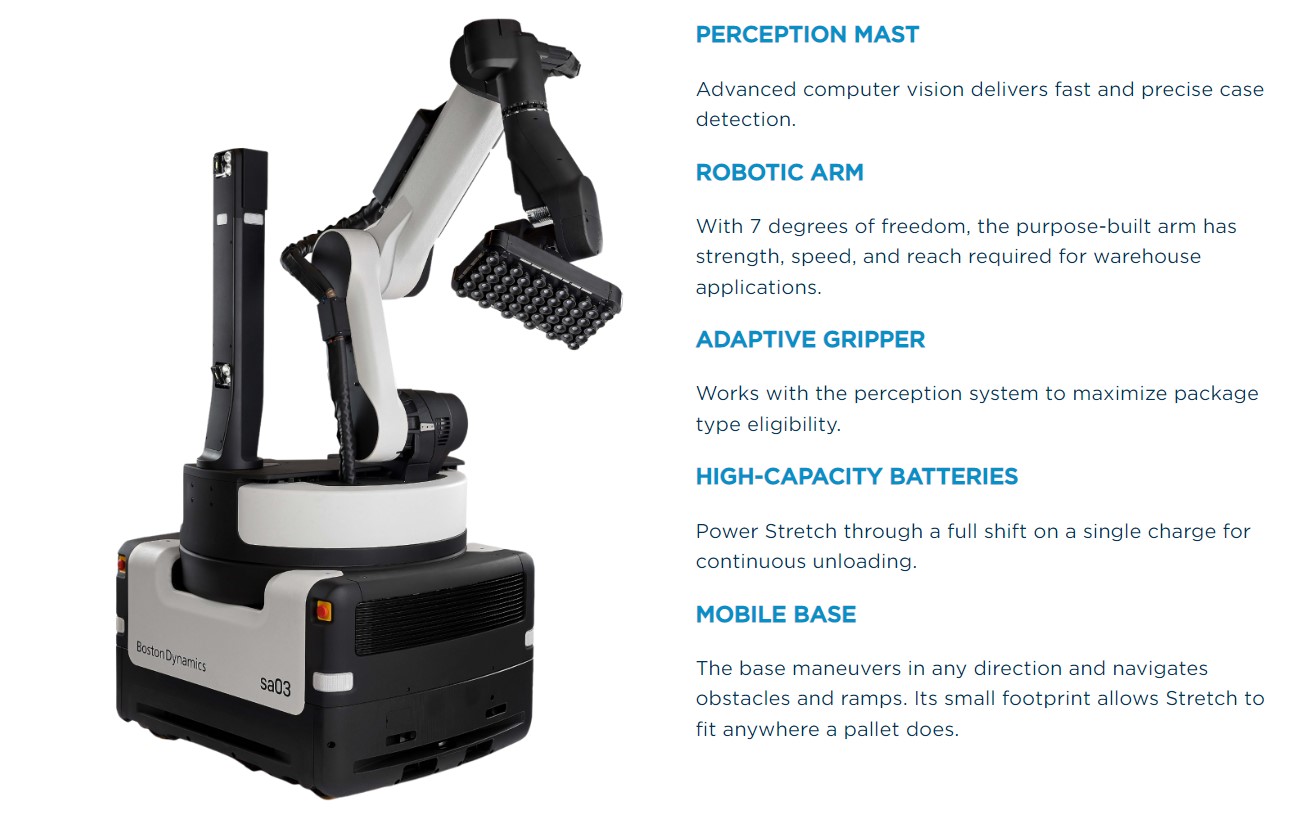 PERCEPTION MAST
Advanced computer vision delivers fast and precise case
detection.
ROBOTIC ARM
With 7 degrees of freedom, the purpose-built arm has
strength, speed, and reach required for warehouse
applications.
ADAPTIVE GRIPPER
Works with the perception system to maximize package
type eligibility.
HIGH-CAPACITY BATTERIES
Power Stretch through a full shift on a single charge for
continuous unloading.
MOBILE BASE
The base maneuvers in any direction and navigates
obstacles and ramps. Its small footprint allows Stretch to
fit anywhere a pallet does.
Boston Dynamics
sa03